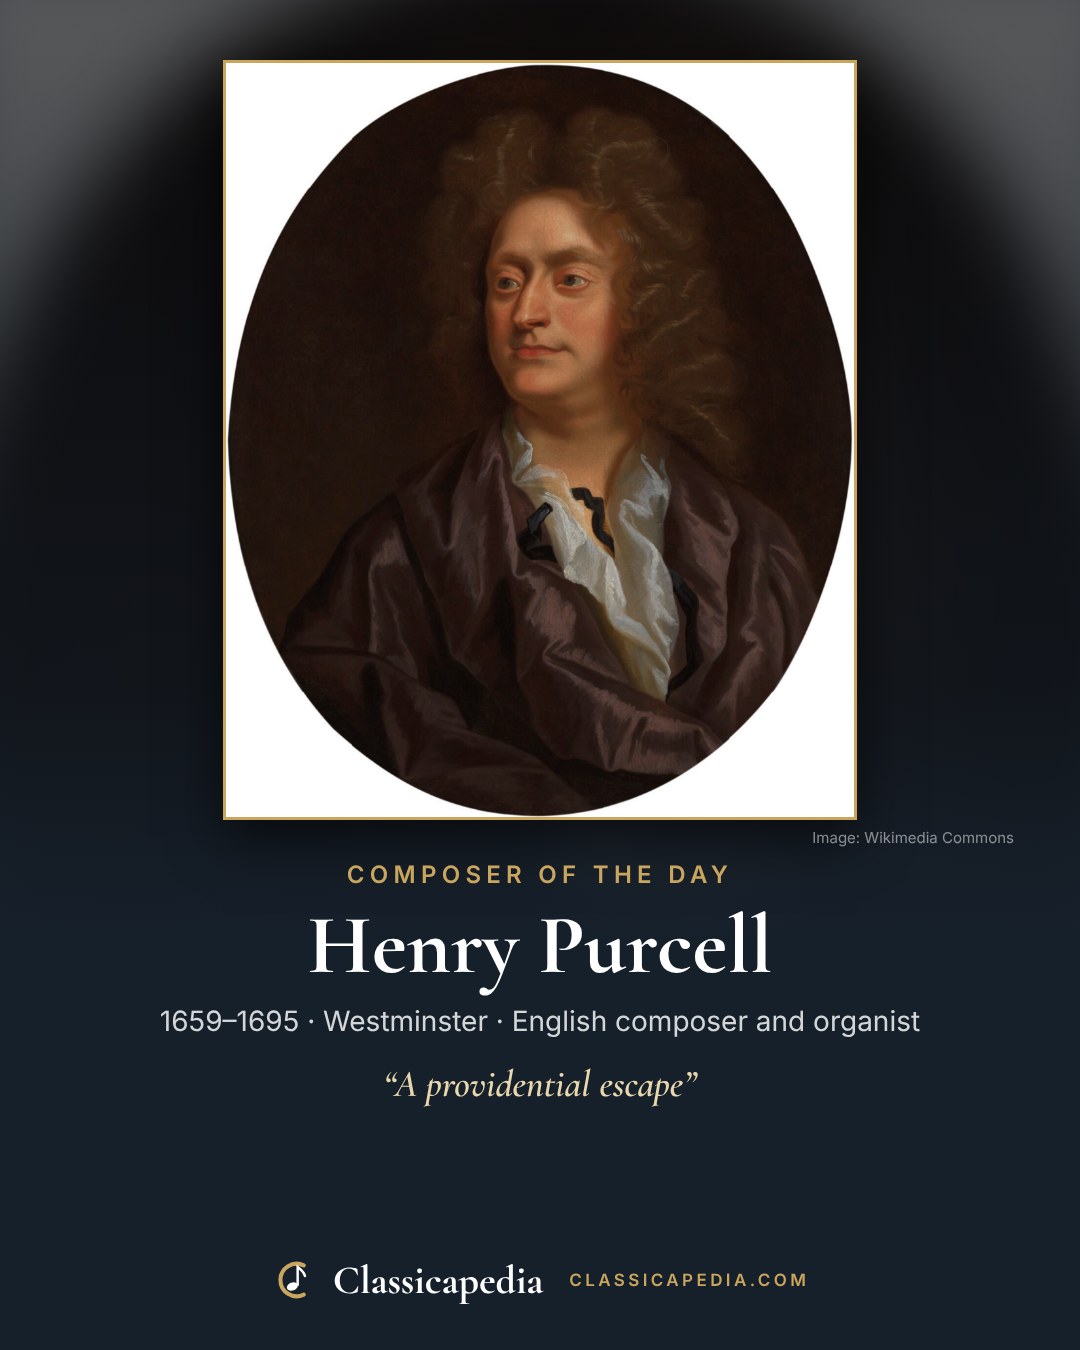 Image: Wikimedia Commons
COMPOSER OF THE DAY
Henry Purcell
1659–1695 · Westminster · English composer and organist
“A providential escape”
Classicapedia CLASSICAPEDIA.COM